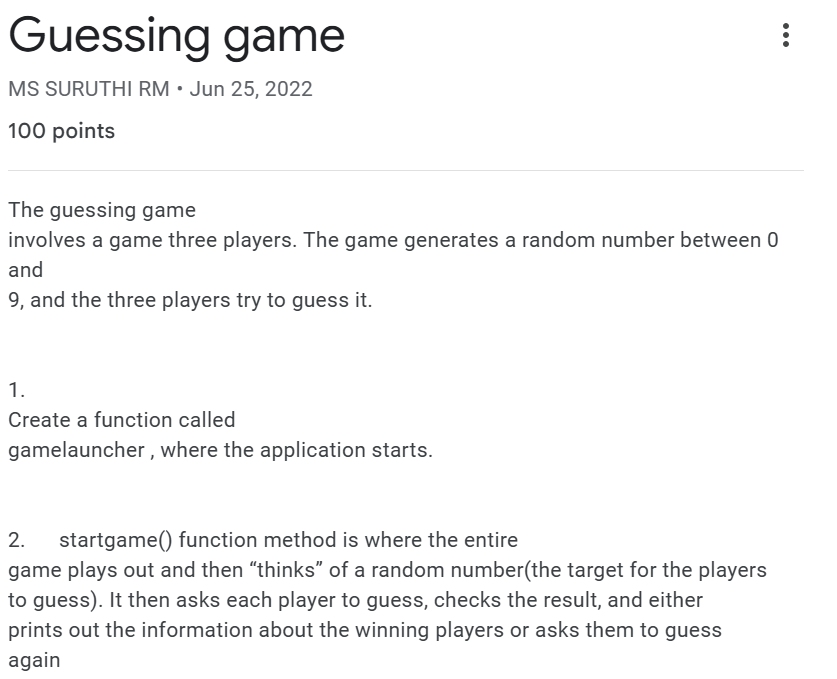 Guessing game
MS SURUTHI RM • Jun 25, 2022
100 points
The guessing game
involves a game three players. The game generates a random number between 0
and
9, and the three players try to guess it.
1.
Create a function called
gamelauncher , where the application starts.
2. startgame() function method is where the entire
game plays out and then “thinks” of a random number(the target for the players
to guess). It then asks each player to guess, checks the result, and either
prints out the information about the winning players or asks them to guess
again